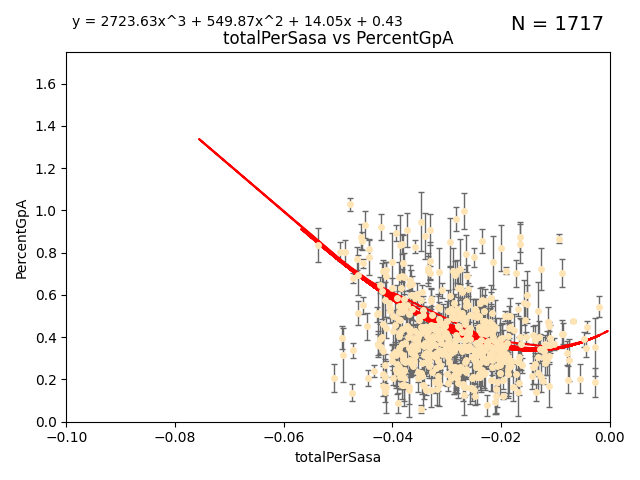 y = 2723.63x^3 + 549.87x^2 + 14.05x + 0.43
N = 1717
totalPerSasa vs PercentGpA
PercentGpA
1.6
1.4
1.2
1.0
0.8
0.6
0.4
0.2
0.0
−0.10 −0.08 −0.06 −0.04 −0.02 0.00
totalPerSasa